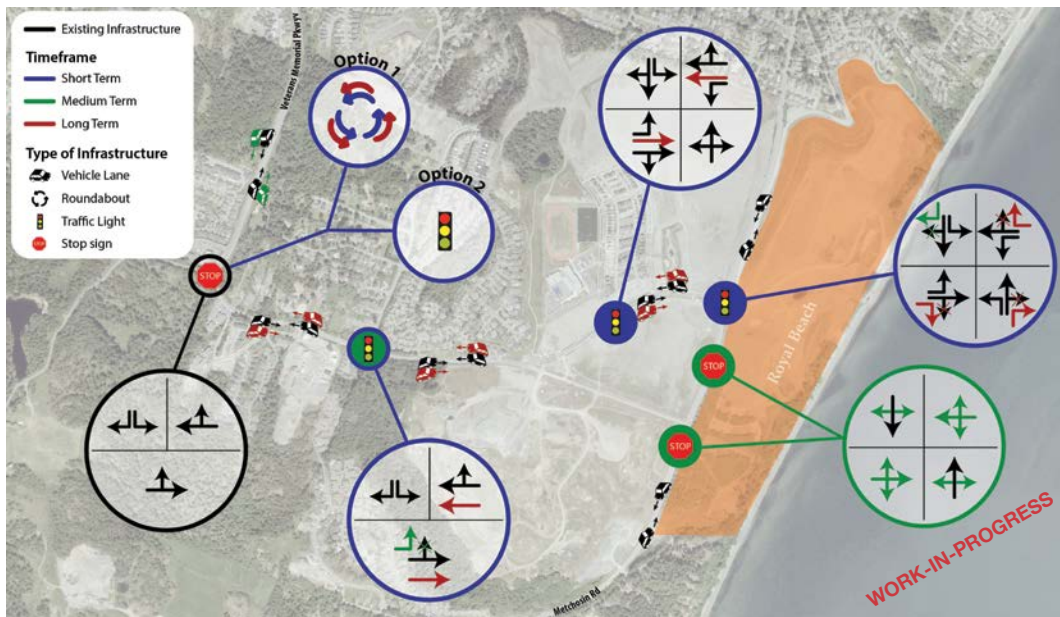 Existing Infrastructure
Timeframe
Short Term
Medium Term
Long Term
Type of Infrastructure
Vehicle Lane
Roundabout
Traffic Light
STOP
Stop sign
Veterans Memorial Pkwy
Option 1
Option 2
STOP
STOP
STOP
Royal Beach
Metchosin Rd
WORK-IN-PROGRESS